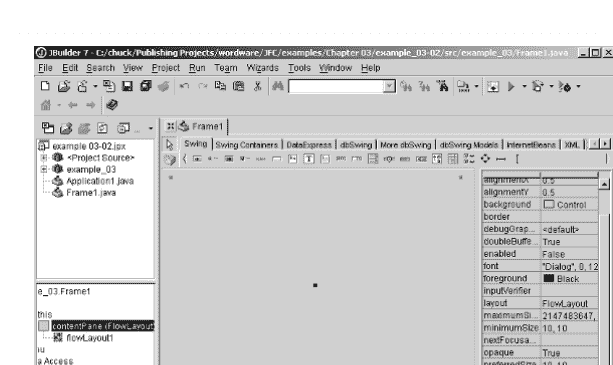 JBuilder 7 - C:/chuck/Publishing Projects/wordware/JFC/examples/Chapter 03/example_03-02/src/example_03/Frame1.java
File Edit Search View Project Run Team Wizards Tools Window Help
Frame1
Swing Swing Containers DataExpress dbSwing More dbSwing dbSwing Models InternetBeans XML
example 03-02.jpx
<Project Source>
example_03
Application1.java
Frame1.java
e_03.Frame1
this
contentPane (FlowLayout
flowLayout1
a Access
alignmentX 0.5
alignmentY 0.5
background Control
border
debugGrap... <default>
doubleBuffe... True
enabled False
font "Dialog", 0, 12
foreground Black
inputVerifier
layout FlowLayout
maximumSi... 2147483647,
minimumSize 10, 10
nextFocusa...
opaque True
preferredSize 10, 10